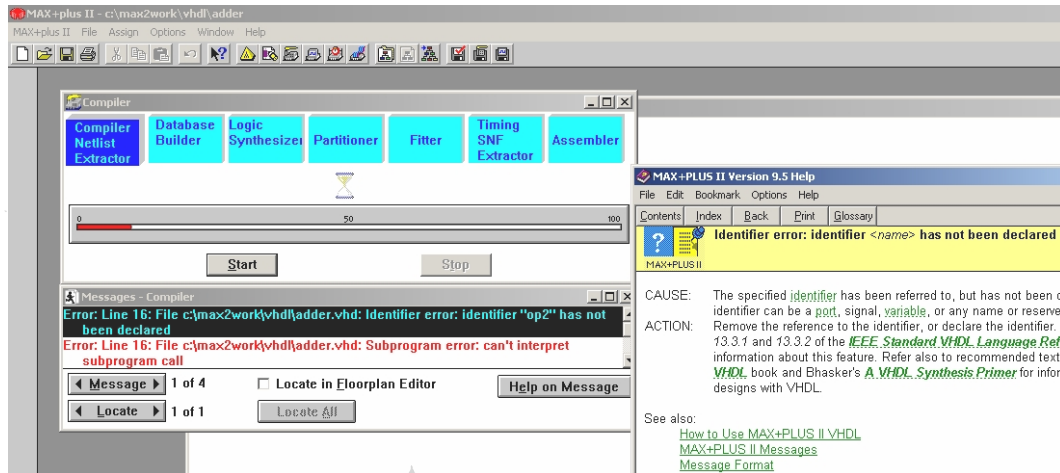 MAX+plus II - c:\max2work\vhdl\adder
MAX+plus II File Assign Options Window Help
Compiler
Compiler Netlist Extractor
Database Builder
Logic Synthesizer
Partitioner
Fitter
Timing SNF Extractor
Assembler
0 50 100
Start Stop
Messages - Compiler
Error: Line 16: File c:\max2work\vhdl\adder.vhd: Identifier error: identifier "op2" has not
been declared
Error: Line 16: File c:\max2work\vhdl\adder.vhd: Subprogram error: can't interpret
subprogram call
Message 1 of 4 Locate in Floorplan Editor Help on Message
Locate 1 of 1 Locate All
MAX+PLUS II Version 9.5 Help
File Edit Bookmark Options Help
Contents Index Back Print Glossary
Identifier error: identifier <name> has not been declared
MAX+PLUS II
CAUSE: The specified identifier has been referred to, but has not been
identifier can be a port, signal, variable, or any name or reserve
ACTION: Remove the reference to the identifier, or declare the identifier.
13.3.1 and 13.3.2 of the IEEE Standard VHDL Language Ref
information about this feature. Refer also to recommended text
VHDL book and Bhasker's A VHDL Synthesis Primer for infor
designs with VHDL.
See also:
How to Use MAX+PLUS II VHDL
MAX+PLUS II Messages
Message Format